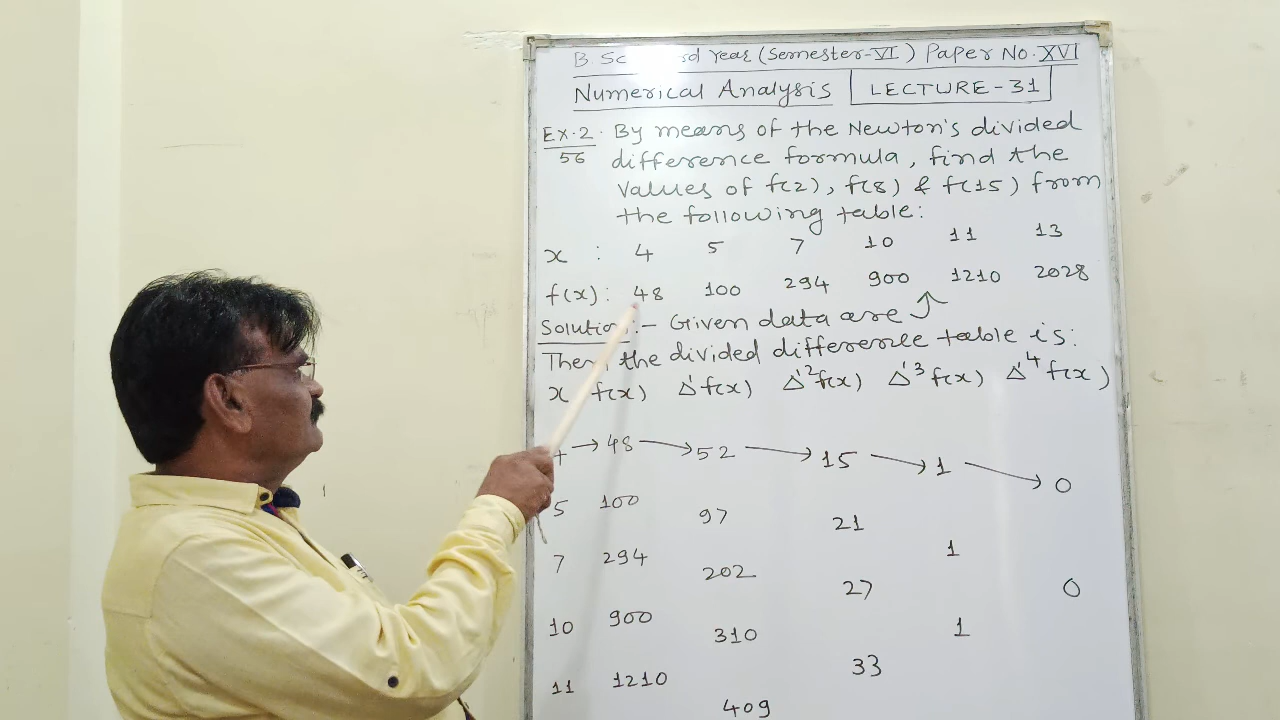 B. Sc rd Year (Semester-VI) Paper No. XVI
Numerical Analysis LECTURE-31
Ex.2/56. By means of the Newton's divided
difference formula, find the
values of f(2), f(8) & f(15) from
the following table:
x : 4 5 7 10 11 13
f(x): 48 100 294 900 1210 2028
Solution:- Given data are ↗
Then the divided difference table is:
x f(x) Δ'f(x) Δ'²f(x) Δ'³f(x) Δ'⁴f(x)
4 → 48 → 52 → 15 → 1 → 0
5 100 97 21 1
7 294 202 27 0
10 900 310 1
11 1210 33
409